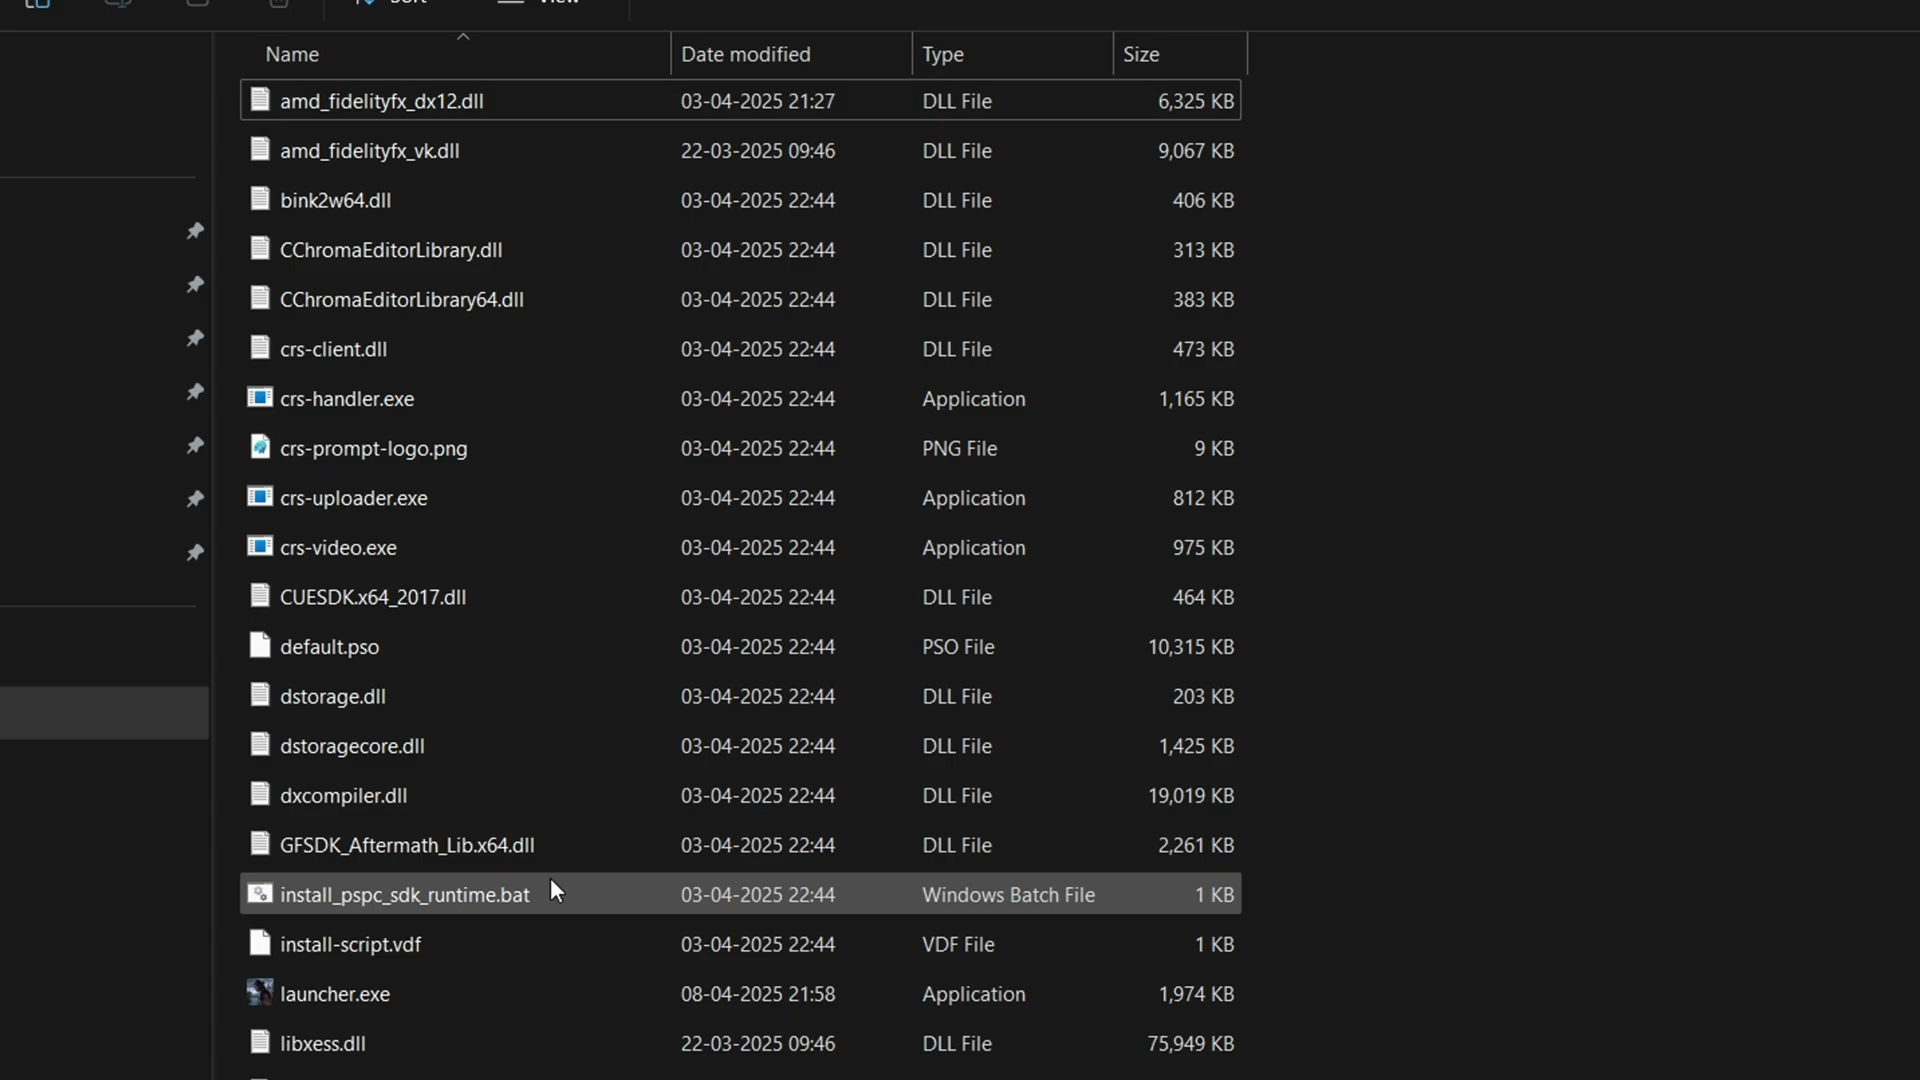 Name Date modified Type Size
amd_fidelityfx_dx12.dll 03-04-2025 21:27 DLL File 6,325 KB
amd_fidelityfx_vk.dll 22-03-2025 09:46 DLL File 9,067 KB
bink2w64.dll 03-04-2025 22:44 DLL File 406 KB
CChromaEditorLibrary.dll 03-04-2025 22:44 DLL File 313 KB
CChromaEditorLibrary64.dll 03-04-2025 22:44 DLL File 383 KB
crs-client.dll 03-04-2025 22:44 DLL File 473 KB
crs-handler.exe 03-04-2025 22:44 Application 1,165 KB
crs-prompt-logo.png 03-04-2025 22:44 PNG File 9 KB
crs-uploader.exe 03-04-2025 22:44 Application 812 KB
crs-video.exe 03-04-2025 22:44 Application 975 KB
CUESDK.x64_2017.dll 03-04-2025 22:44 DLL File 464 KB
default.pso 03-04-2025 22:44 PSO File 10,315 KB
dstorage.dll 03-04-2025 22:44 DLL File 203 KB
dstoragecore.dll 03-04-2025 22:44 DLL File 1,425 KB
dxcompiler.dll 03-04-2025 22:44 DLL File 19,019 KB
GFSDK_Aftermath_Lib.x64.dll 03-04-2025 22:44 DLL File 2,261 KB
install_pspc_sdk_runtime.bat 03-04-2025 22:44 Windows Batch File 1 KB
install-script.vdf 03-04-2025 22:44 VDF File 1 KB
launcher.exe 08-04-2025 21:58 Application 1,974 KB
libxess.dll 22-03-2025 09:46 DLL File 75,949 KB